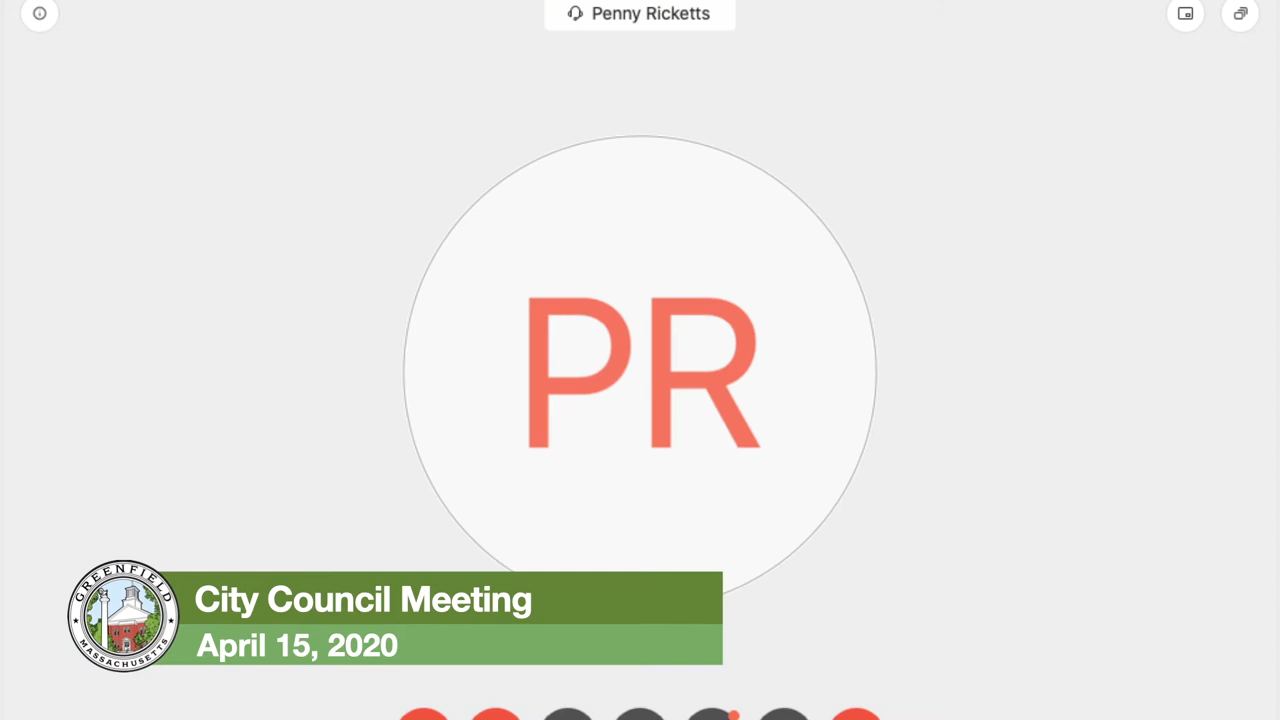 Penny Ricketts
PR
City Council Meeting
April 15, 2020
GREENFIELD
MASSACHUSETTS